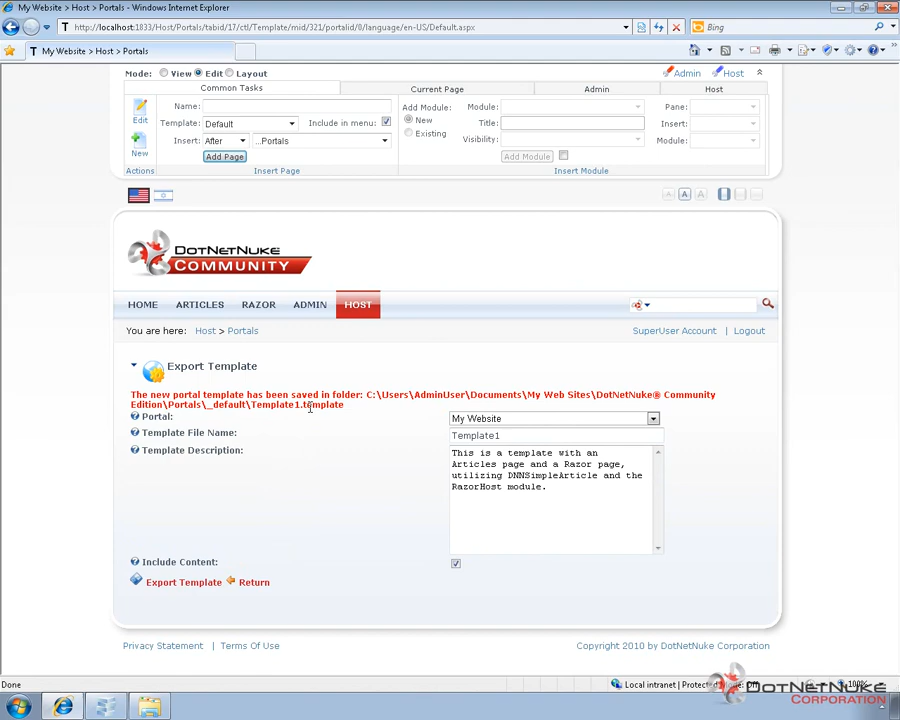 My Website > Host > Portals - Windows Internet Explorer
http://localhost:1833/Host/Portals/tabid/17/ctl/Template/mid/321/portalid/0/language/en-US/Default.aspx
Bing
My Website > Host > Portals
Mode: View Edit Layout
Admin Host
Common Tasks Current Page Admin Host
Name: Add Module: Module: Pane:
Edit Template: Default Include in menu: New Title: Insert:
Insert: After ...Portals Existing Visibility: Module:
New Add Page Add Module
Actions Insert Page Insert Module
A A A
DOTNETNUKE
COMMUNITY
HOME ARTICLES RAZOR ADMIN HOST
You are here: Host > Portals SuperUser Account | Logout
Export Template
The new portal template has been saved in folder: C:\Users\AdminUser\Documents\My Web Sites\DotNetNuke® Community
Edition\Portals\_default\Template1.template
Portal: My Website
Template File Name: Template1
Template Description: This is a template with an
Articles page and a Razor page,
utilizing DNNSimpleArticle and the
RazorHost module.
Include Content:
Export Template Return
Privacy Statement | Terms Of Use Copyright 2010 by DotNetNuke Corporation
Done Local intranet | Protected Mode: Off 100%
DOTNETNUKE
CORPORATION